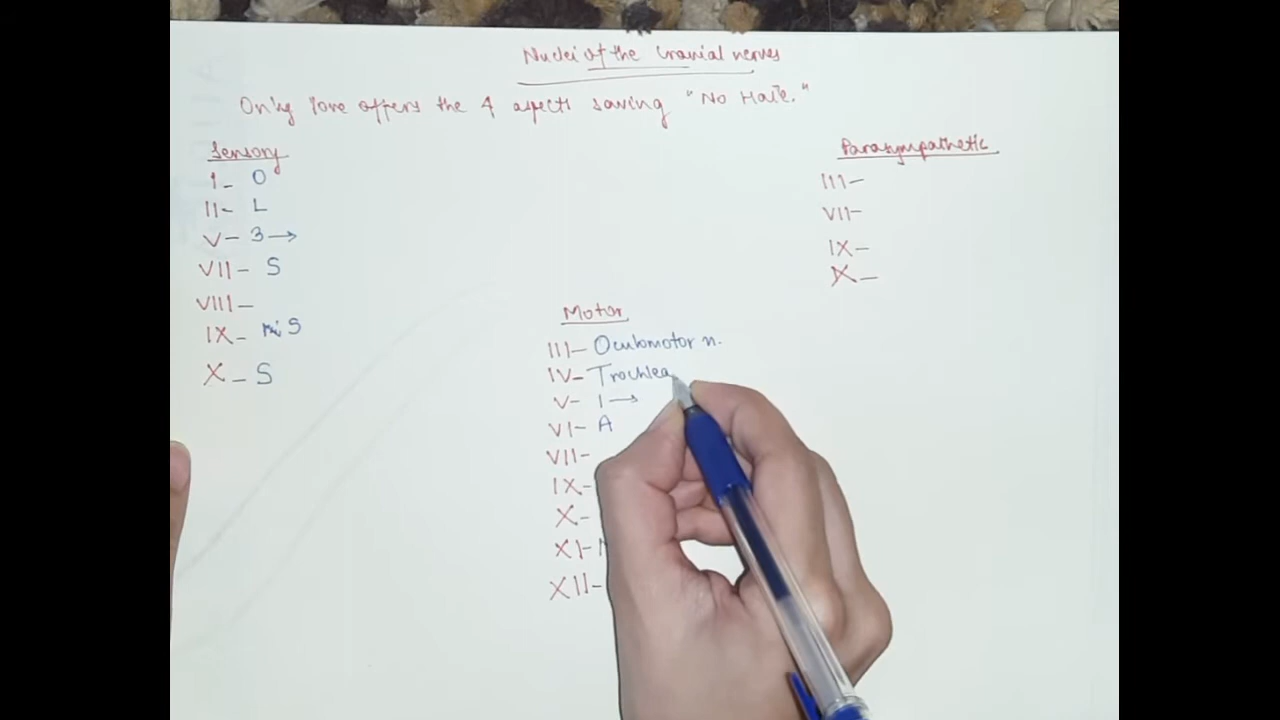 Nuclei of the Cranial nerves
Only love offers the 4 aspects saving "No Hate."
Sensory
I- O
II- L
V- 3→
VII- S
VIII-
IX- S
X- S
Motor
III- Oculomotor n.
IV- Trochlea
V- 1→
VI- A
VII-
IX-
X-
XI-
XII-
Parasympathetic
III-
VII-
IX-
X-